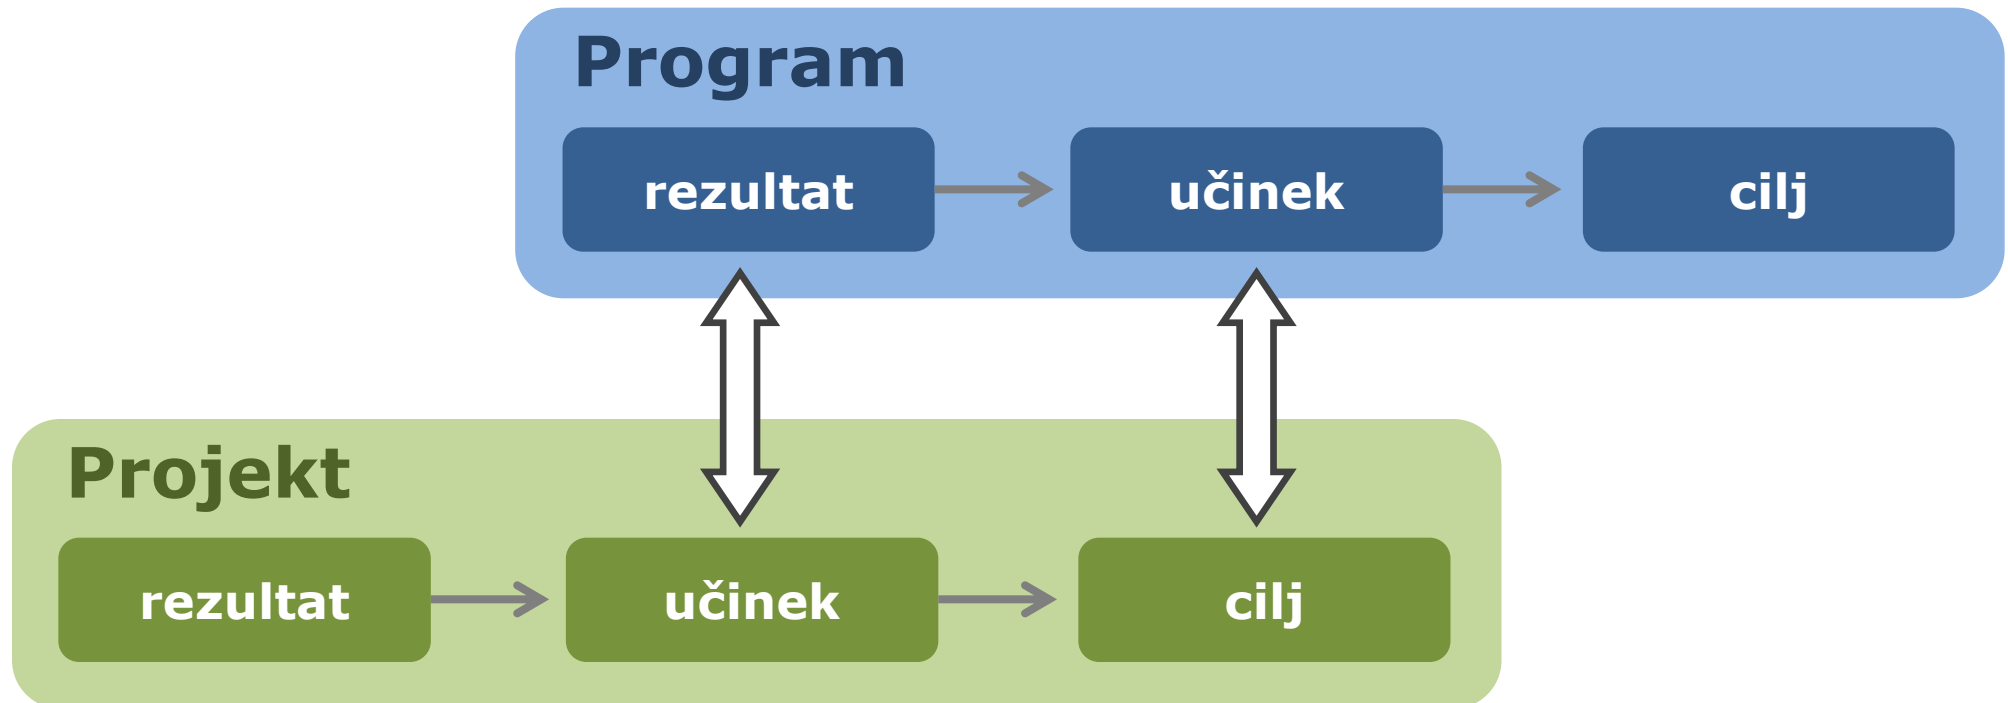 Program
rezultat
učinek
cilj
Projekt
rezultat
učinek
cilj